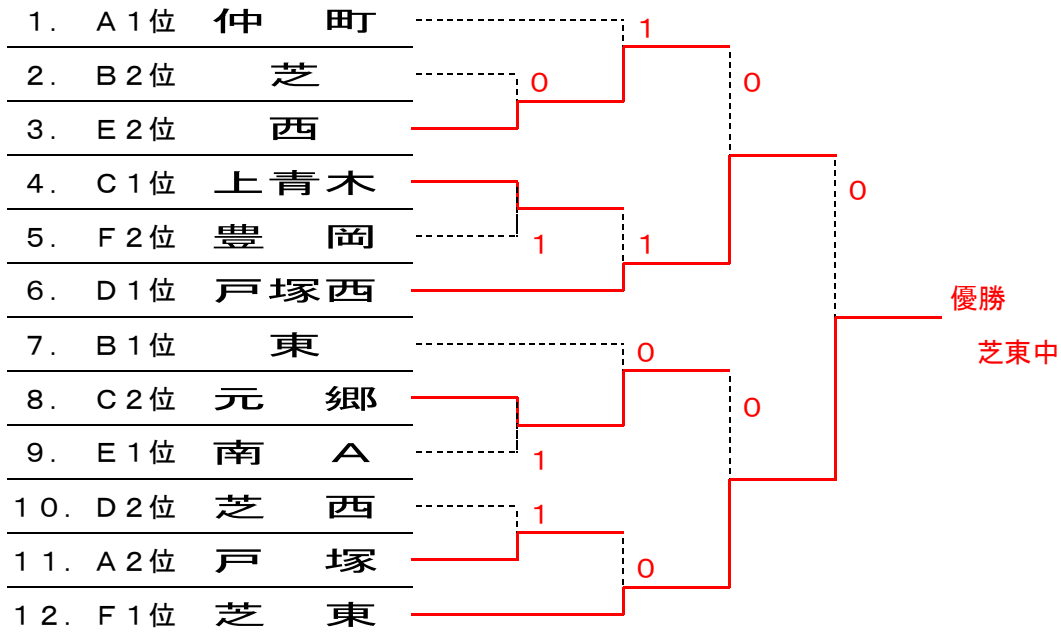 １． Ａ１位 仲町
1
２． Ｂ２位 芝
0
0
３． Ｅ２位 西
４． Ｃ１位 上青木
0
５． Ｆ２位 豊岡
1
1
６． Ｄ１位 戸塚西
優勝
７． Ｂ１位 東
0
芝東中
８． Ｃ２位 元郷
0
９． Ｅ１位 南Ａ
1
１０． Ｄ２位 芝西
1
１１． Ａ２位 戸塚
0
１２． Ｆ１位 芝東